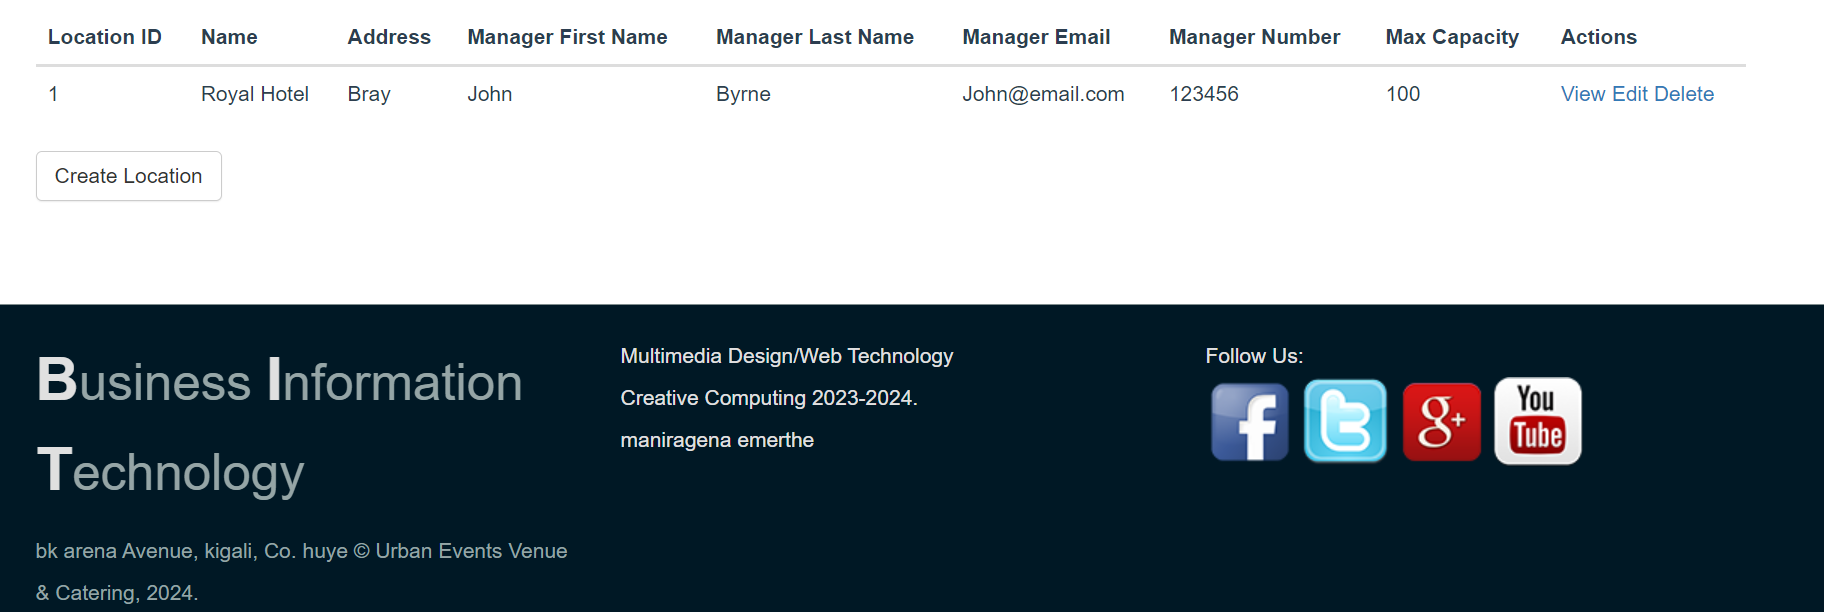 Location ID Name Address Manager First Name Manager Last Name Manager Email Manager Number Max Capacity Actions
1 Royal Hotel Bray John Byrne John@email.com 123456 100 View Edit Delete
Create Location
Business Information
Technology
bk arena Avenue, kigali, Co. huye © Urban Events Venue
& Catering, 2024.
Multimedia Design/Web Technology
Creative Computing 2023-2024.
maniragena emerthe
Follow Us:
f t g+ You
Tube